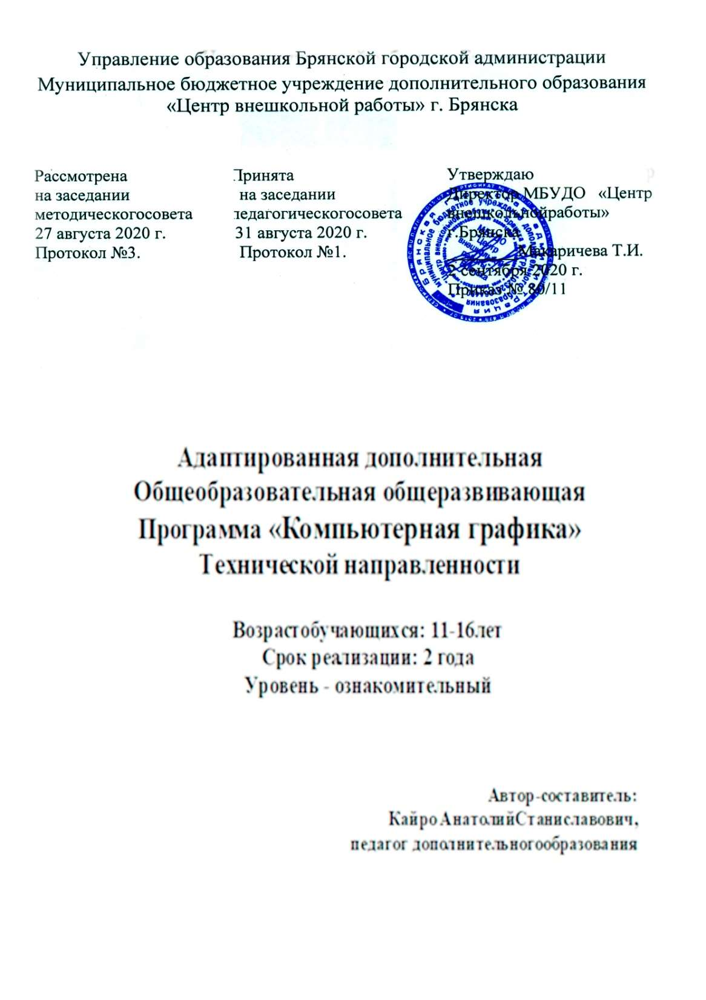 Управление образования Брянской городской администрации
Муниципальное бюджетное учреждение дополнительного образования
«Центр внешкольной работы» г. Брянска
Рассмотрена
на заседании
методическогосовета
27 августа 2020 г.
Протокол №3.
Принята
на заседании
педагогическогосовета
31 августа 2020 г.
Протокол №1.
Утверждаю
Директор МБУДО «Центр
внешкольнойработы»
г.Брянска
Макаричева Т.И.
2 сентября 2020 г.
Приказ № 80/11
Адаптированная дополнительная
Общеобразовательная общеразвивающая
Программа «Компьютерная графика»
Технической направленности
Возрастобучающихся: 11-16лет
Срок реализации: 2 года
Уровень - ознакомительный
Автор-составитель:
Кайро АнатолийСтаниславович,
педагог дополнительногообразования